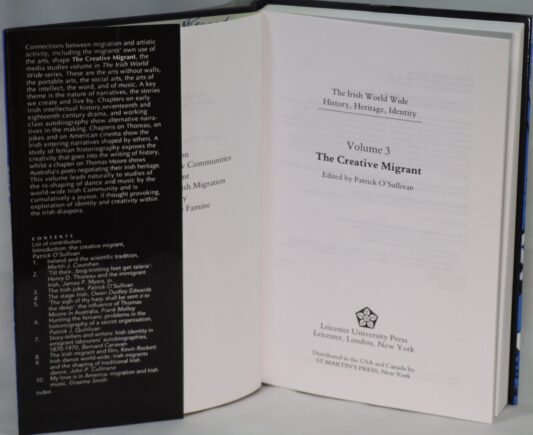 Connections between migration and artistic
activity, including the migrants' own use of
the arts, shape The Creative Migrant, the
media studies volume in The Irish World
Wide series. These are the arts without walls,
the portable arts, the social arts, the arts of
the intellect, the word, and of music. A key
theme is the nature of narratives, the stories
we create and live by. Chapters on early
Irish intellectual history, seventeenth and
eighteenth century drama, and working
class autobiography show alternative narra-
tives in the making. Chapters on Thoreau, on
jokes and on American cinema show the
Irish entering narratives shaped by others. A
study of fenian historiography exposes the
creativity that goes into the writing of history,
while a chapter on Thomas Moore shows
Australia's poets negotiating their Irish heritage.
This volume leads naturally to studies of
the re-shaping of dance and music by the
world-wide Irish Community and is
cumulatively a joyous, if thought provoking,
exploration of identity and creativity within
the Irish diaspora.
CONTENTS
List of contributors
Introduction: the creative migrant,
Patrick O'Sullivan
1. Ireland and the scientific tradition,
Martin J. Counihan
2. 'Till their...bog-trotting feet get talaria':
Henry D. Thoreau and the immigrant
Irish, James P. Myers, Jr.
3. The Irish joke, Patrick O'Sullivan
4. The stage Irish, Owen Dudley Edwards
5. 'The sigh of thy harp shall be sent o'er
the deep': the influence of Thomas
Moore in Australia, Frank Molloy
6. Hunting the fenians: problems in the
historiography of a secret organisation,
Patrick J. Quinlivan
7. Story-tellers and writers: Irish identity in
emigrant labourers' autobiographies,
1870-1970, Bernard Canavan
8. The Irish migrant and film, Kevin Rockett
9. Irish dance world-wide: Irish migrants
and the shaping of traditional Irish
dance, John P. Cullinane
10. My love is in America: migration and Irish
music, Graeme Smith
Index
Communities
Migration
Famine
The Irish World Wide
History, Heritage, Identity
Volume 3
The Creative Migrant
Edited by Patrick O'Sullivan
Leicester University Press
Leicester, London, New York
Distributed in the USA and Canada by
ST MARTIN'S PRESS, New York